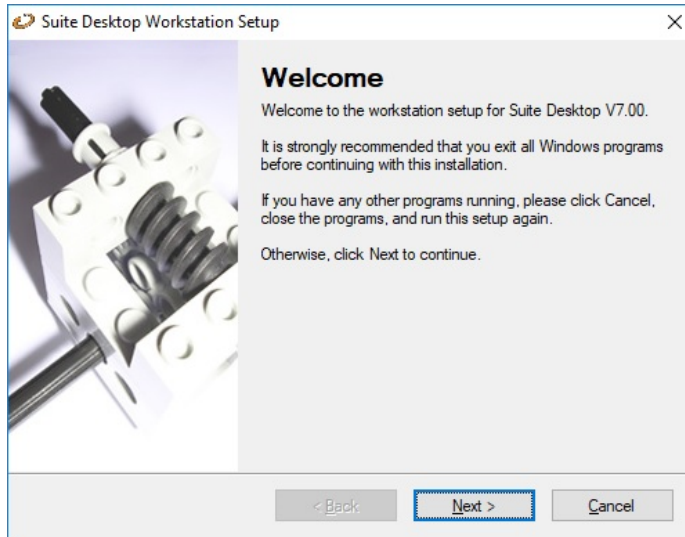 Suite Desktop Workstation Setup
Welcome
Welcome to the workstation setup for Suite Desktop V7.00.
It is strongly recommended that you exit all Windows programs
before continuing with this installation.
If you have any other programs running, please click Cancel,
close the programs, and run this setup again.
Otherwise, click Next to continue.
< Back
Next >
Cancel